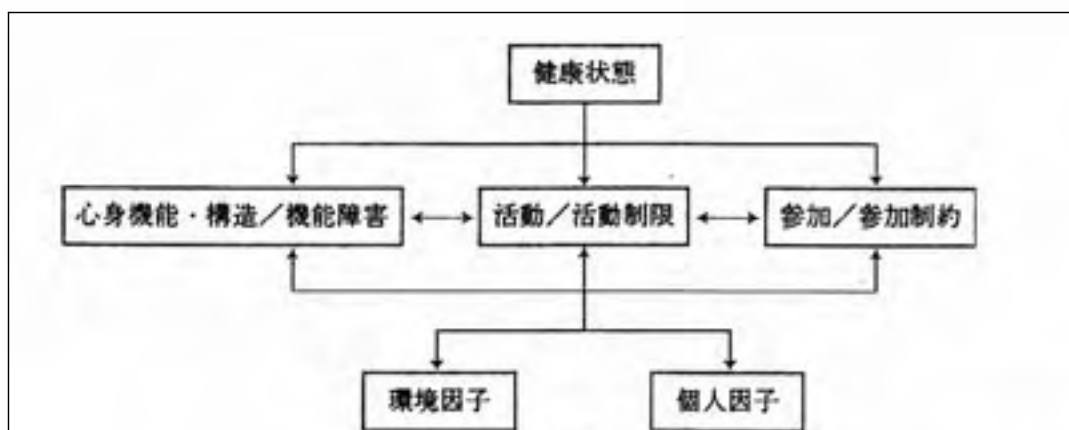 健康状態
心身機能・構造／機能障害
活動／活動制限
参加／参加制約
環境因子
個人因子